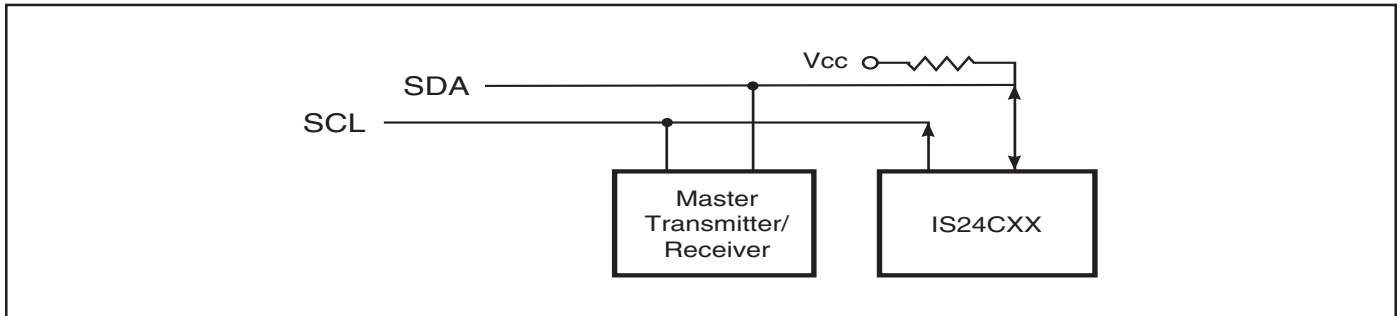 Vcc
SDA
SCL
Master
Transmitter/
Receiver
IS24CXX